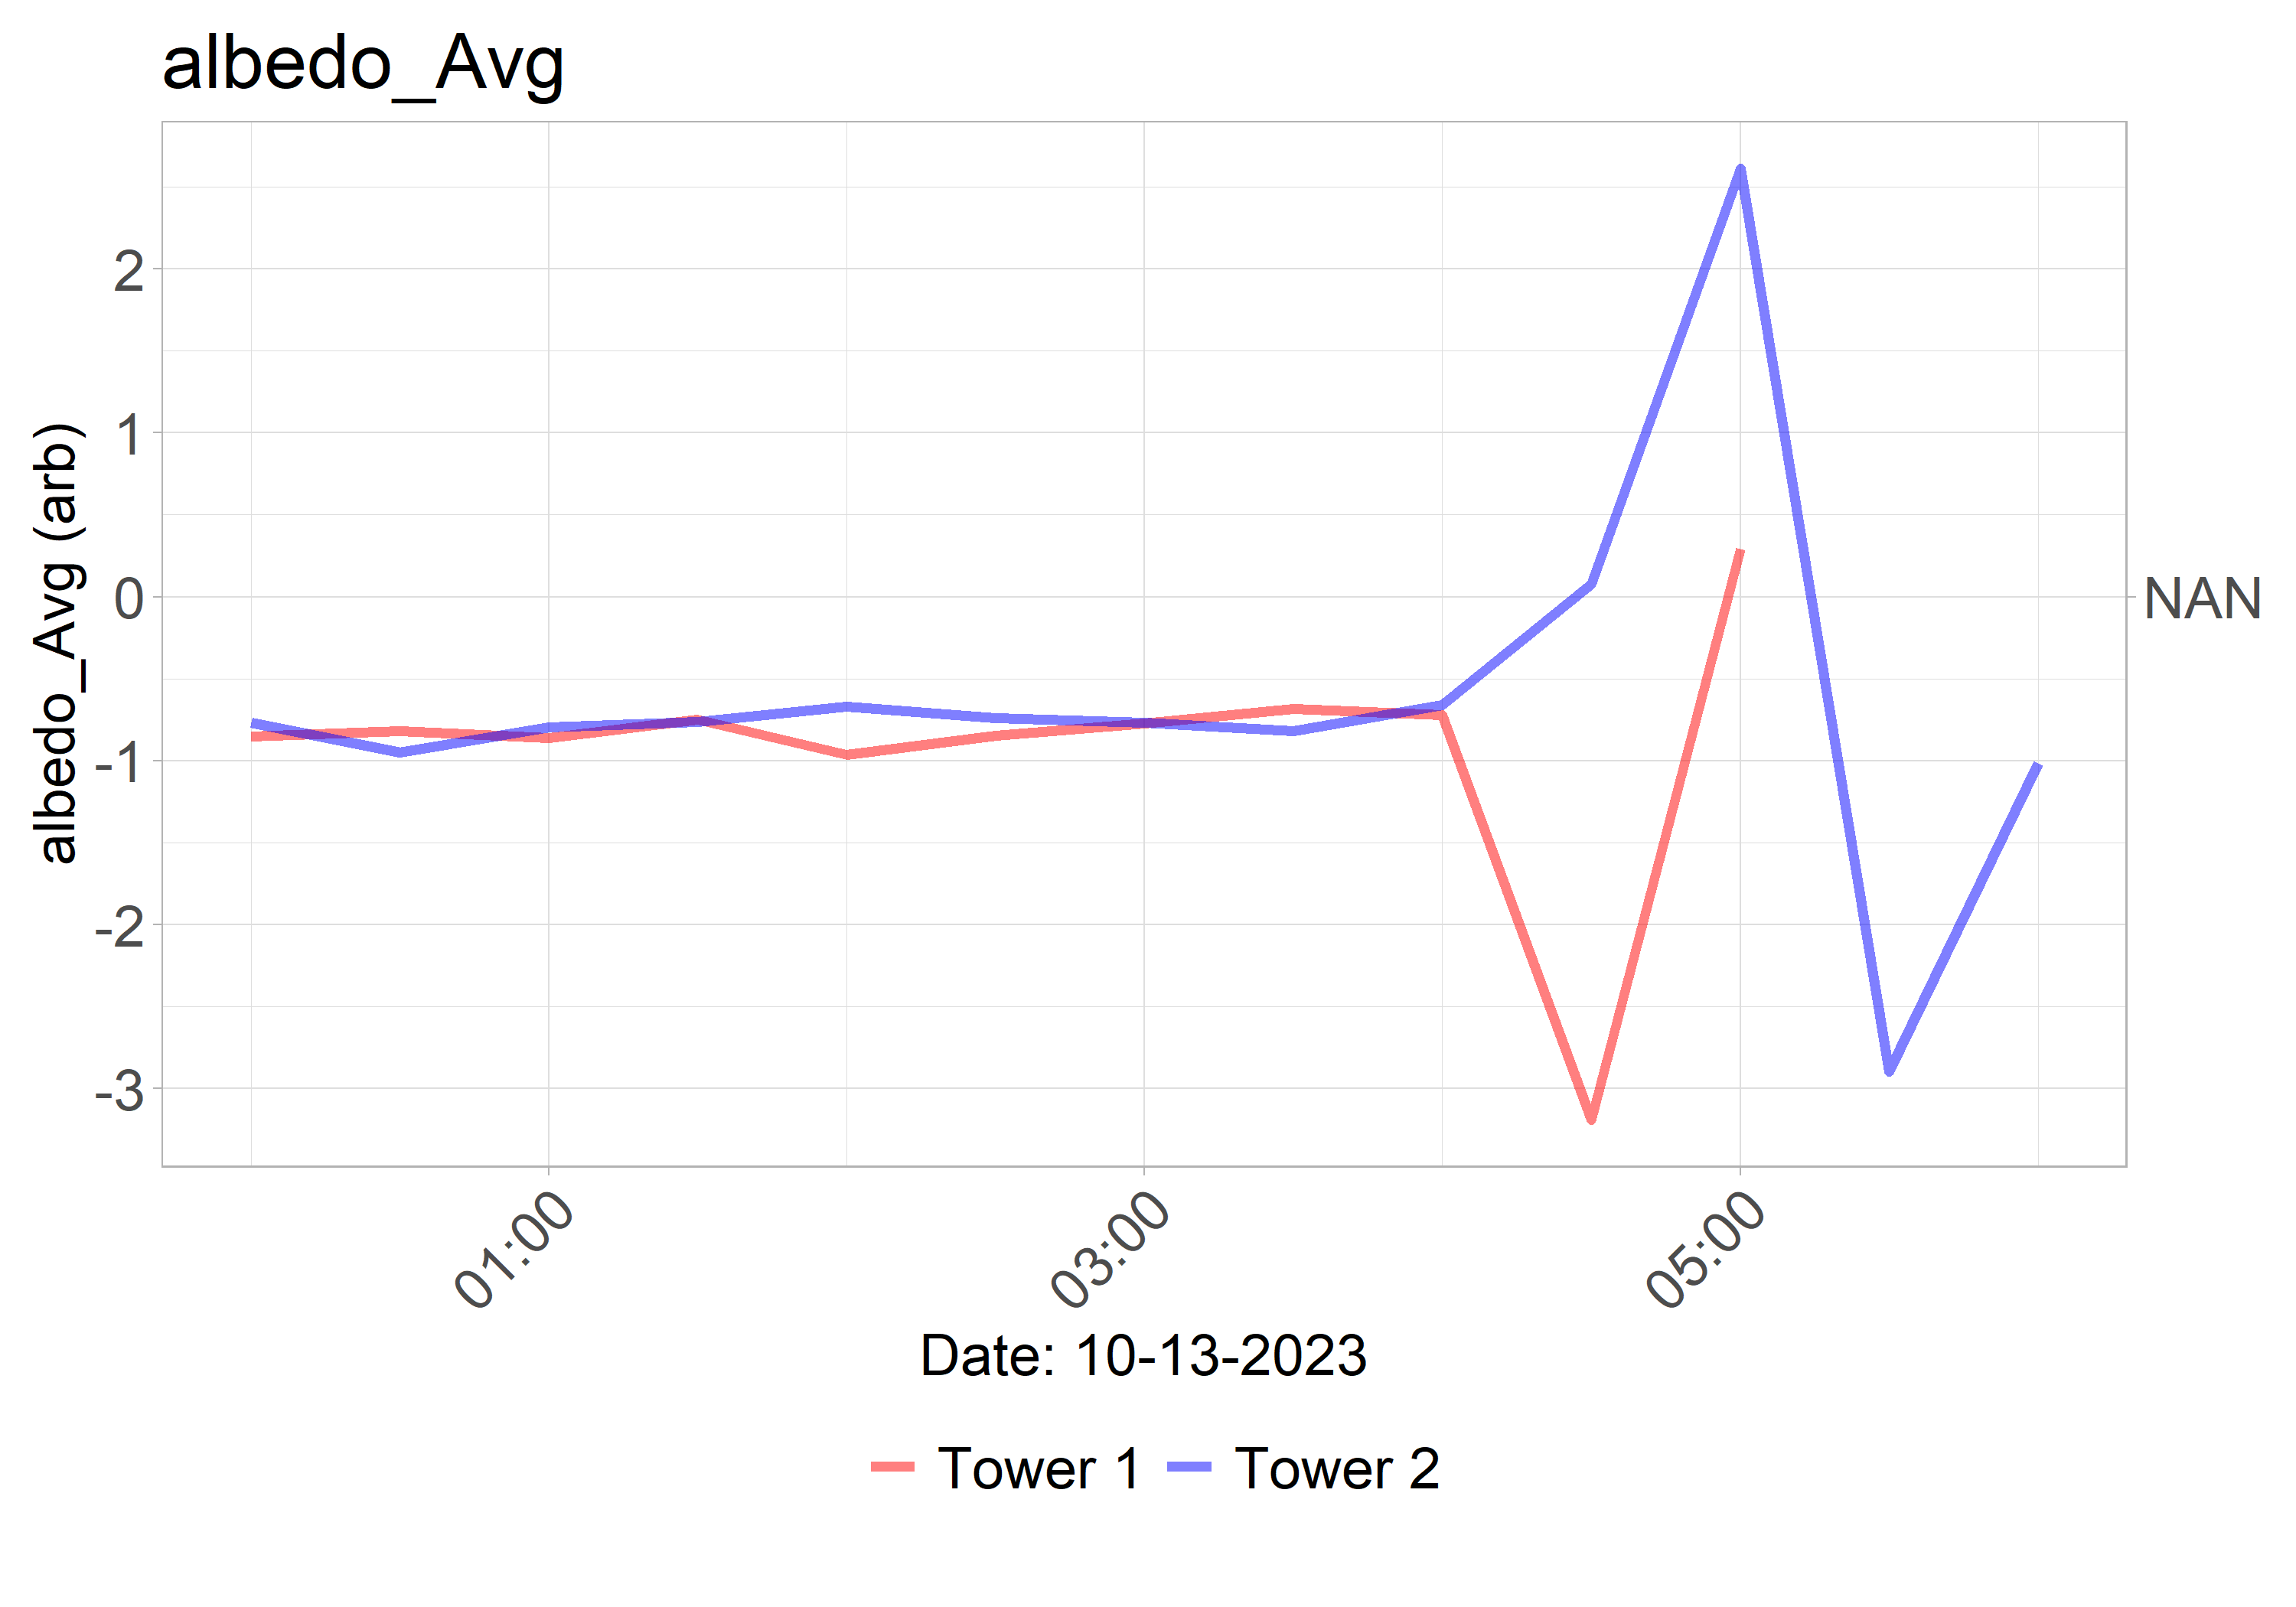 albedo_Avg
albedo_Avg (arb)
2
1
0
-1
-2
-3
NAN
01:00
03:00
05:00
Date: 10-13-2023
Tower 1
Tower 2